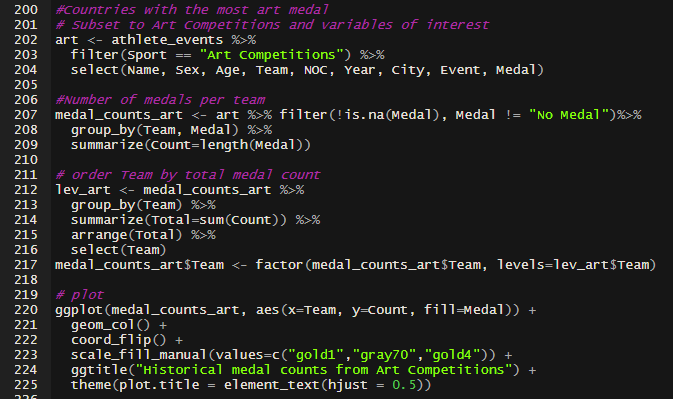 200 #Countries with the most art medal
201 # Subset to Art Competitions and variables of interest
202 art <- athlete_events %>%
203   filter(Sport == "Art Competitions") %>%
204   select(Name, Sex, Age, Team, NOC, Year, City, Event, Medal)
205
206 #Number of medals per team
207 medal_counts_art <- art %>% filter(!is.na(Medal), Medal != "No Medal")%>%
208   group_by(Team, Medal) %>%
209   summarize(Count=length(Medal))
210
211 # order Team by total medal count
212 lev_art <- medal_counts_art %>%
213   group_by(Team) %>%
214   summarize(Total=sum(Count)) %>%
215   arrange(Total) %>%
216   select(Team)
217 medal_counts_art$Team <- factor(medal_counts_art$Team, levels=lev_art$Team)
218
219 # plot
220 ggplot(medal_counts_art, aes(x=Team, y=Count, fill=Medal)) +
221   geom_col() +
222   coord_flip() +
223   scale_fill_manual(values=c("gold1","gray70","gold4")) +
224   ggtitle("Historical medal counts from Art Competitions") +
225   theme(plot.title = element_text(hjust = 0.5))